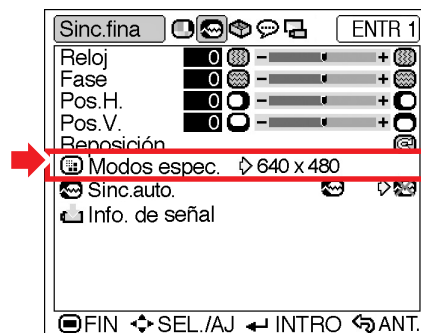 Sinc.fina ENTR 1
Reloj 0 - +
Fase 0 - +
Pos.H. 0 - +
Pos.V. 0 - +
Reposición
Modos espec. 640 x 480
Sinc.auto.
Info. de señal
FIN SEL./AJ INTRO ANT.